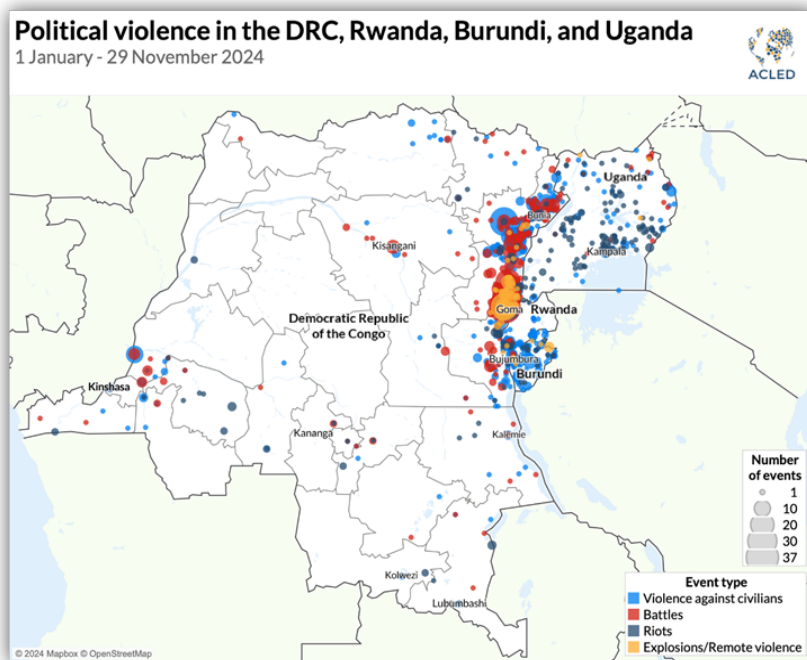 Political violence in the DRC, Rwanda, Burundi, and Uganda
1 January - 29 November 2024
ACLED
Uganda
Bunia
Kisangani
Kampala
Goma
Rwanda
Democratic Republic
of the Congo
Bujumbura
Burundi
Kinshasa
Kananga
Kalemie
Kolwezi
Lubumbashi
Number
of events
1
10
20
30
37
Event type
Violence against civilians
Battles
Riots
Explosions/Remote violence
© 2024 Mapbox © OpenStreetMap